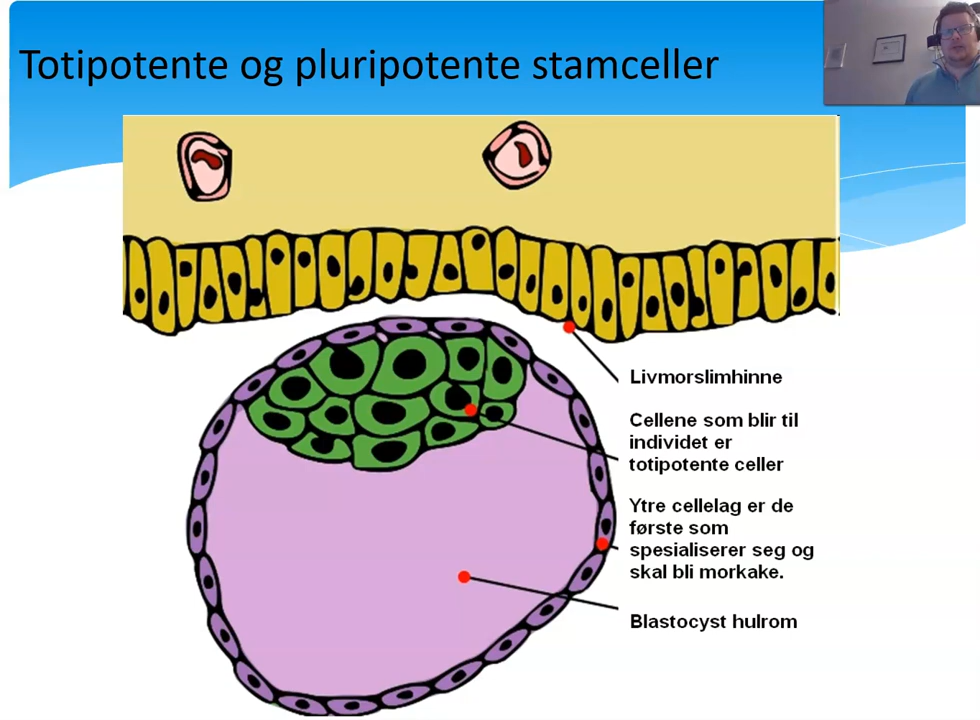 Totipotente og pluripotente stamceller
Livmorslimhinne
Cellene som blir til
individet er
totipotente celler
Ytre cellelag er de
første som
spesialiserer seg og
skal bli morkake.
Blastocyst hulrom